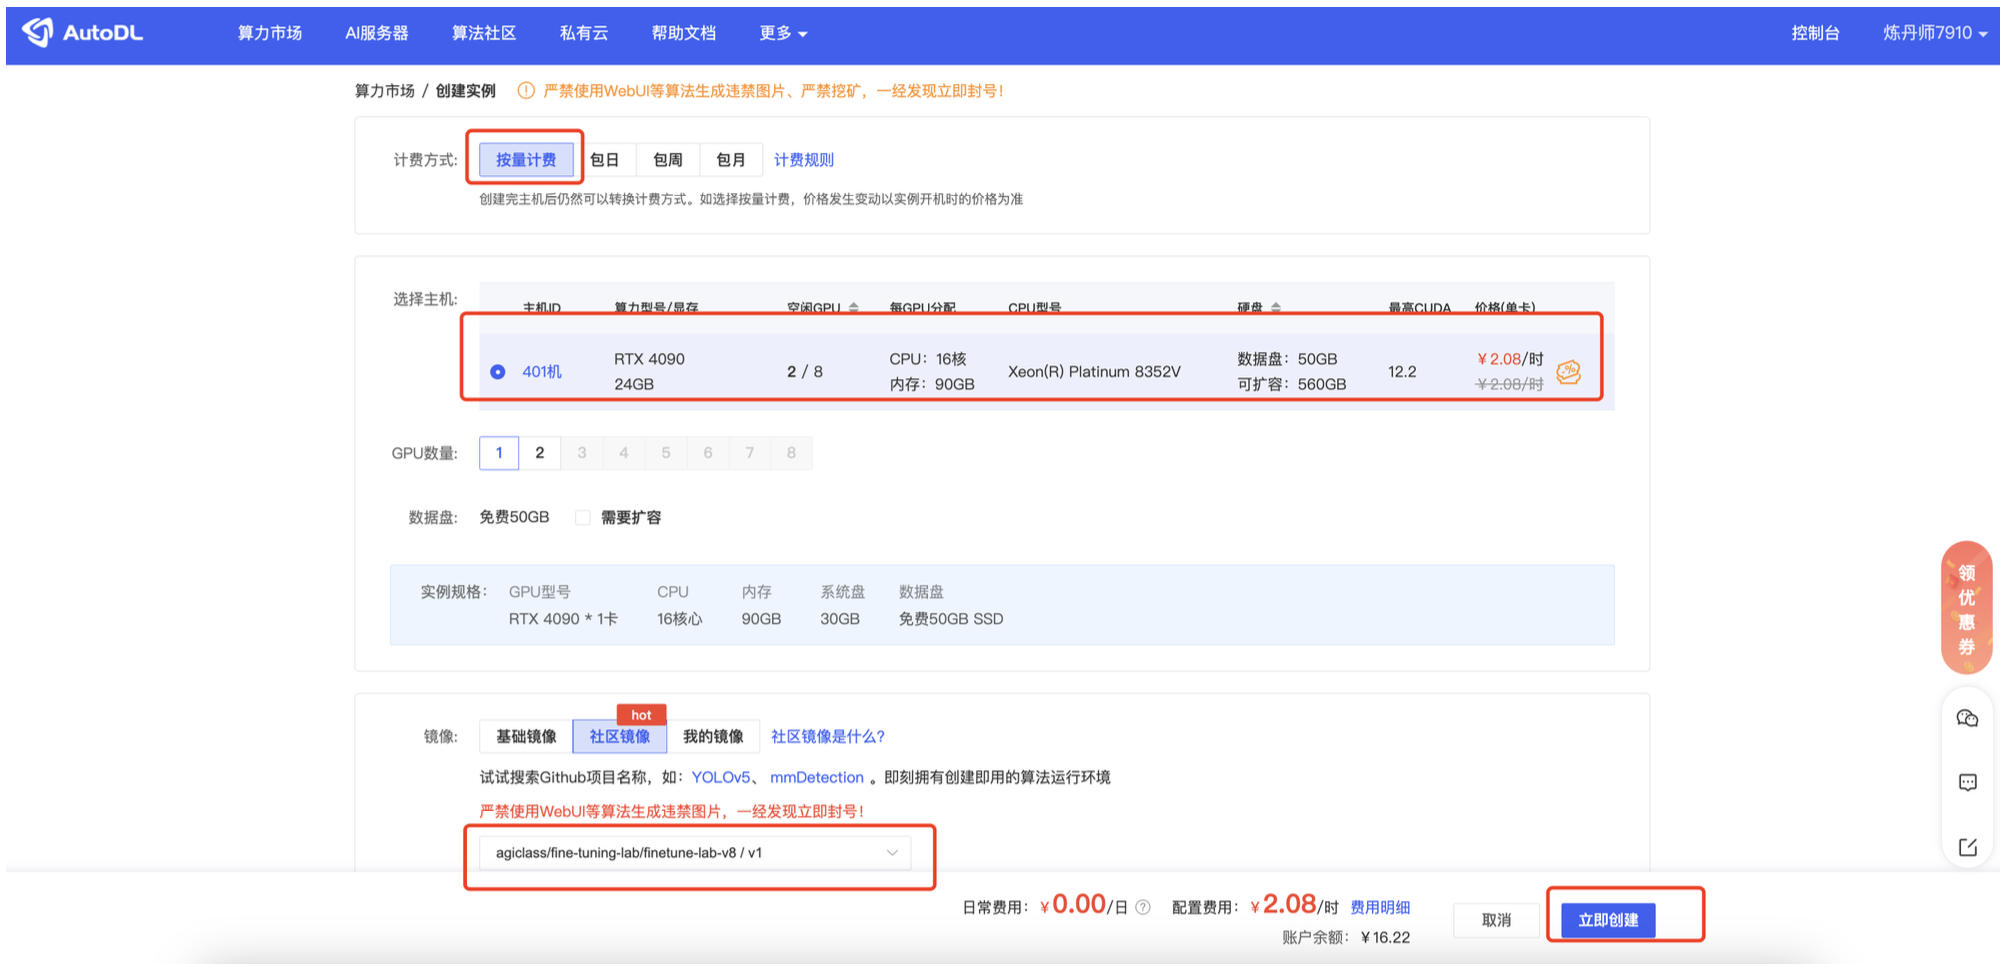 AutoDL 算力市场 AI服务器 算法社区 私有云 帮助文档 更多 控制台 炼丹师7910
算力市场 / 创建实例 严禁使用WebUI等算法生成违禁图片、严禁挖矿，一经发现立即封号！
计费方式: 按量计费 包日 包周 包月 计费规则
创建完主机后仍然可以转换计费方式。如选择按量计费，价格发生变动以实例开机时的价格为准
选择主机: 主机ID 算力型号/显存 空闲GPU 每GPU分配 CPU型号 硬盘 最高CUDA 价格(单卡)
401机 RTX 4090 2 / 8 CPU：16核 Xeon(R) Platinum 8352V 数据盘：50GB 12.2 ￥2.08/时
24GB 内存：90GB 可扩容：560GB ￥2.08/时
GPU数量: 1 2 3 4 5 6 7 8
数据盘: 免费50GB 需要扩容
实例规格： GPU型号 CPU 内存 系统盘 数据盘
RTX 4090 * 1卡 16核心 90GB 30GB 免费50GB SSD
hot
镜像: 基础镜像 社区镜像 我的镜像 社区镜像是什么?
试试搜索Github项目名称，如：YOLOv5、 mmDetection 。即刻拥有创建即用的算法运行环境
严禁使用WebUI等算法生成违禁图片，一经发现立即封号！
agiclass/fine-tuning-lab/finetune-lab-v8 / v1
日常费用：￥0.00/日 配置费用：￥2.08/时 费用明细
账户余额：￥16.22
取消 立即创建
领
优
惠
券